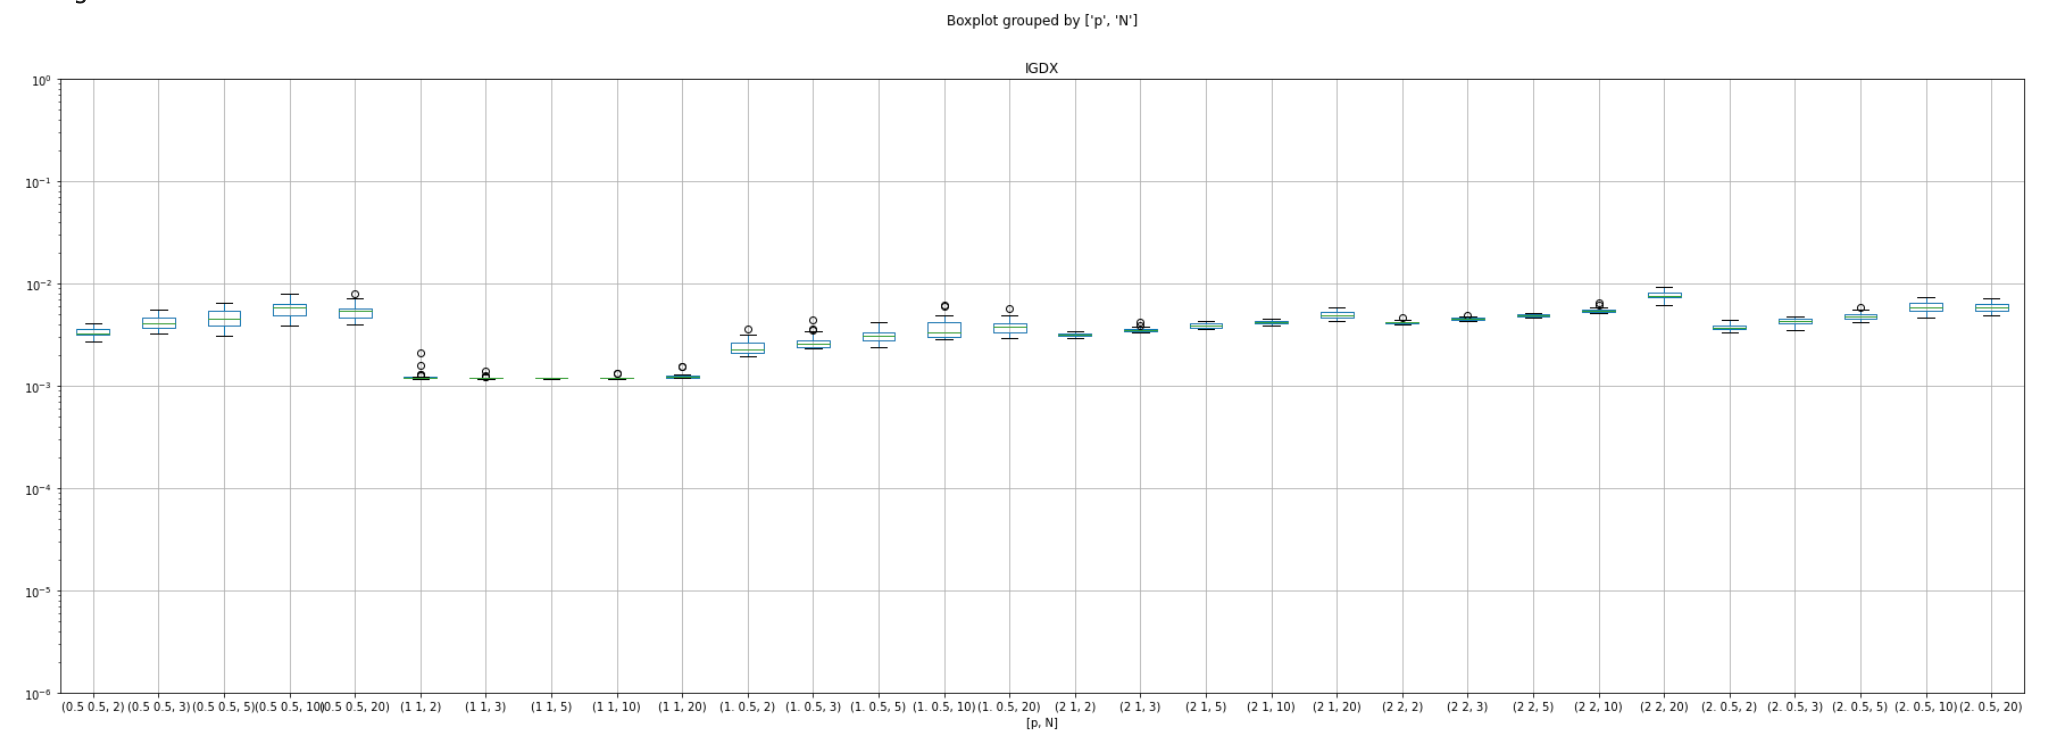 Boxplot grouped by ['p', 'N']
IGDX
10⁰
10⁻¹
10⁻²
10⁻³
10⁻⁴
10⁻⁵
10⁻⁶
(0.5 0.5, 2) (0.5 0.5, 3) (0.5 0.5, 5) (0.5 0.5, 10) (0.5 0.5, 20) (1 1, 2) (1 1, 3) (1 1, 5) (1 1, 10) (1 1, 20) (1. 0.5, 2) (1. 0.5, 3) (1. 0.5, 5) (1. 0.5, 10) (1. 0.5, 20) (2 1, 2) (2 1, 3) (2 1, 5) (2 1, 10) (2 1, 20) (2 2, 2) (2 2, 3) (2 2, 5) (2 2, 10) (2 2, 20) (2. 0.5, 2) (2. 0.5, 3) (2. 0.5, 5) (2. 0.5, 10) (2. 0.5, 20)
[p, N]